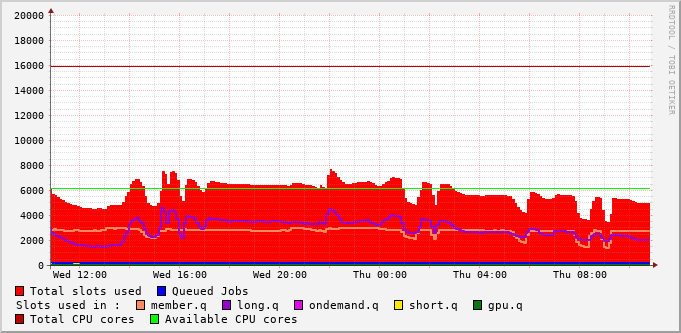 20000
18000
16000
14000
12000
10000
8000
6000
4000
2000
0
Wed 12:00 Wed 16:00 Wed 20:00 Thu 00:00 Thu 04:00 Thu 08:00
Total slots used Queued Jobs
Slots used in : member.q long.q ondemand.q short.q gpu.q
Total CPU cores Available CPU cores
RRDTOOL / TOBI OETIKER